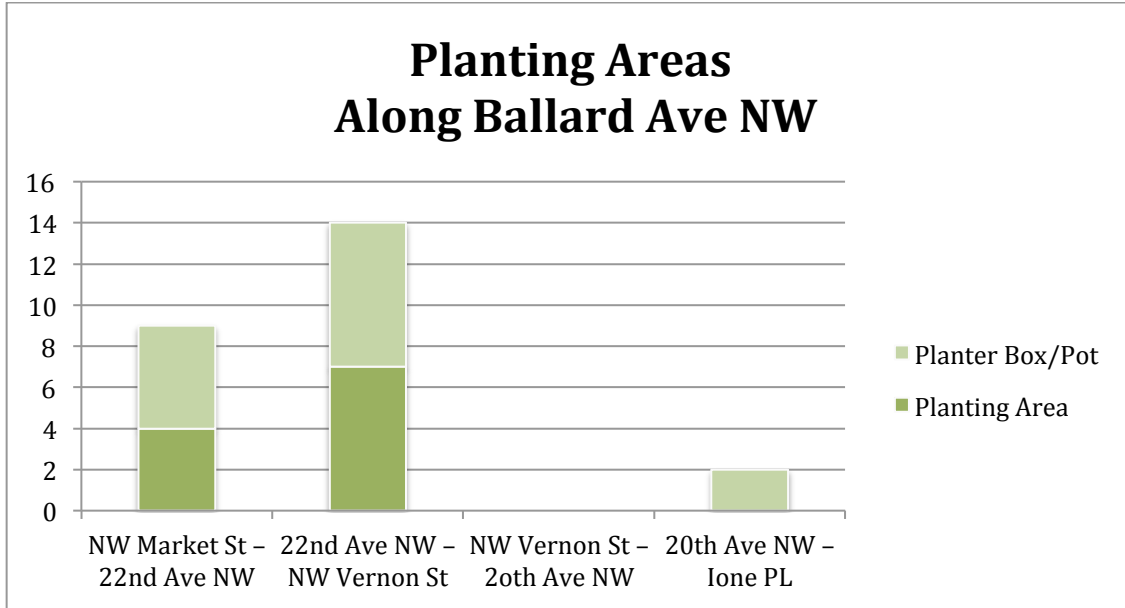 Planting Areas
Along Ballard Ave NW
16
14
12
10
8
6
4
2
0
Planter Box/Pot
Planting Area
NW Market St –
22nd Ave NW
22nd Ave NW –
NW Vernon St
NW Vernon St –
2oth Ave NW
20th Ave NW –
Ione PL